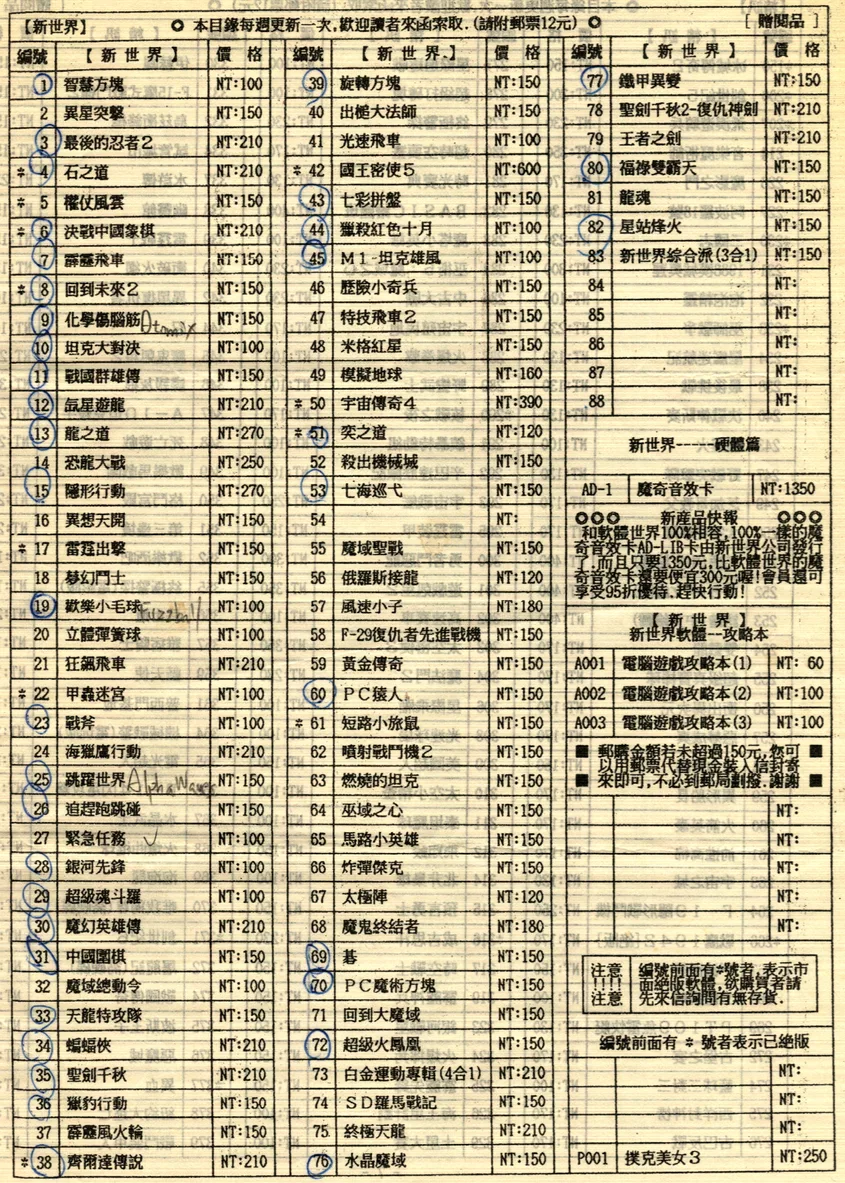 【新世界】 ✪ 本目錄每週更新一次,歡迎讀者來函索取.(請附郵票12元) ✪ [ 贈閱品 ]
編號 【 新 世 界 】 價 格
1 智慧方塊 NT:100
2 異星突擊 NT:150
3 最後的忍者2 NT:210
＊ 4 石之道 NT:210
＊ 5 權仗風雲 NT:150
＊ 6 決戰中國象棋 NT:210
7 霹靂飛車 NT:150
＊ 8 回到未來2 NT:150
9 化學傷腦筋 Atomix NT:150
10 坦克大對決 NT:100
11 戰國群雄傳 NT:150
12 氙星遊龍 NT:210
13 龍之道 NT:270
14 恐龍大戰 NT:250
15 隱形行動 NT:270
16 異想天開 NT:150
＊ 17 雷霆出擊 NT:150
18 夢幻鬥士 NT:150
19 歡樂小毛球 Fuzzball NT:100
20 立體彈簧球 NT:100
21 狂飆飛車 NT:210
＊ 22 甲蟲迷宮 NT:100
23 戰斧 NT:100
24 海獵鷹行動 NT:210
25 跳躍世界 Alpha Waves NT:150
26 追趕跑跳碰 NT:150
27 緊急任務 ✓ NT:100
28 銀河先鋒 NT:100
29 超級魂斗羅 NT:100
30 魔幻英雄傳 NT:210
31 中國圍棋 NT:150
32 魔域總動令 NT:100
33 天龍特攻隊 NT:150
34 蝙蝠俠 NT:210
35 聖劍千秋 NT:210
36 獵豹行動 NT:150
37 霹靂風火輪 NT:150
＊ 38 齊爾達傳說 NT:210
編號 【 新 世 界 】 價 格
39 旋轉方塊 NT:150
40 出槌大法師 NT:150
41 光速飛車 NT:150
＊ 42 國王密使5 NT:600
43 七彩拼盤 NT:150
44 獵殺紅色十月 NT:100
45 M1-坦克雄風 NT:100
46 歷險小奇兵 NT:150
47 特技飛車2 NT:150
48 米格紅星 NT:150
49 模擬地球 NT:160
＊ 50 宇宙傳奇4 NT:390
＊ 51 奕之道 NT:120
52 殺出機械城 NT:150
53 七海巡弋 NT:150
54 NT:
55 魔域聖戰 NT:150
56 俄羅斯接龍 NT:120
57 風速小子 NT:180
58 F-29復仇者先進戰機 NT:150
59 黃金傳奇 NT:150
60 PC猿人 NT:150
＊ 61 短路小旅鼠 NT:150
62 噴射戰鬥機2 NT:150
63 燃燒的坦克 NT:150
64 巫域之心 NT:150
65 馬路小英雄 NT:150
66 炸彈傑克 NT:150
67 太極陣 NT:120
68 魔鬼終結者 NT:180
69 碁 NT:150
70 PC魔術方塊 NT:150
71 回到大魔域 NT:150
72 超級火鳳凰 NT:150
73 白金運動專輯(4合1) NT:210
74 SD羅馬戰記 NT:150
75 終極天龍 NT:210
76 水晶魔域 NT:150
編號 【 新 世 界 】 價 格
77 鐵甲異變 NT:150
78 聖劍千秋2-復仇神劍 NT:210
79 王者之劍 NT:210
80 福祿雙霸天 NT:150
81 龍魂 NT:150
82 星站烽火 NT:150
83 新世界綜合派(3合1) NT:150
84 NT:
85 NT:
86 NT:
87 NT:
88 NT:
新世界-----硬體篇
AD-1 魔奇音效卡 NT:1350
✪✪✪ 新產品快報 ✪✪✪
和軟體世界100%相容,100%一樣的魔
奇音效卡AD-LIB卡由新世界公司發行
了.而且只要1350元,比軟體世界的魔
奇音效卡還要便宜300元喔!會員還可
享受95折優待.趕快行動!
【 新 世 界 】
新世界軟體--攻略本
A001 電腦遊戲攻略本(1) NT: 60
A002 電腦遊戲攻略本(2) NT:100
A003 電腦遊戲攻略本(3) NT:100
■ 郵購金額若未超過150元,您可 ■
以用郵票代替現金裝入信封寄
■ 來即可,不必到郵局劃撥.謝謝 ■
NT:
NT:
NT:
NT:
NT:
注意 編號前面有＊號者,表示市
!!!! 面絕版軟體,欲購買者請
注意 先來信詢問有無存貨.
編號前面有 ＊ 號者表示已絕版
NT:
NT:
NT:
P001 撲克美女3 NT:250